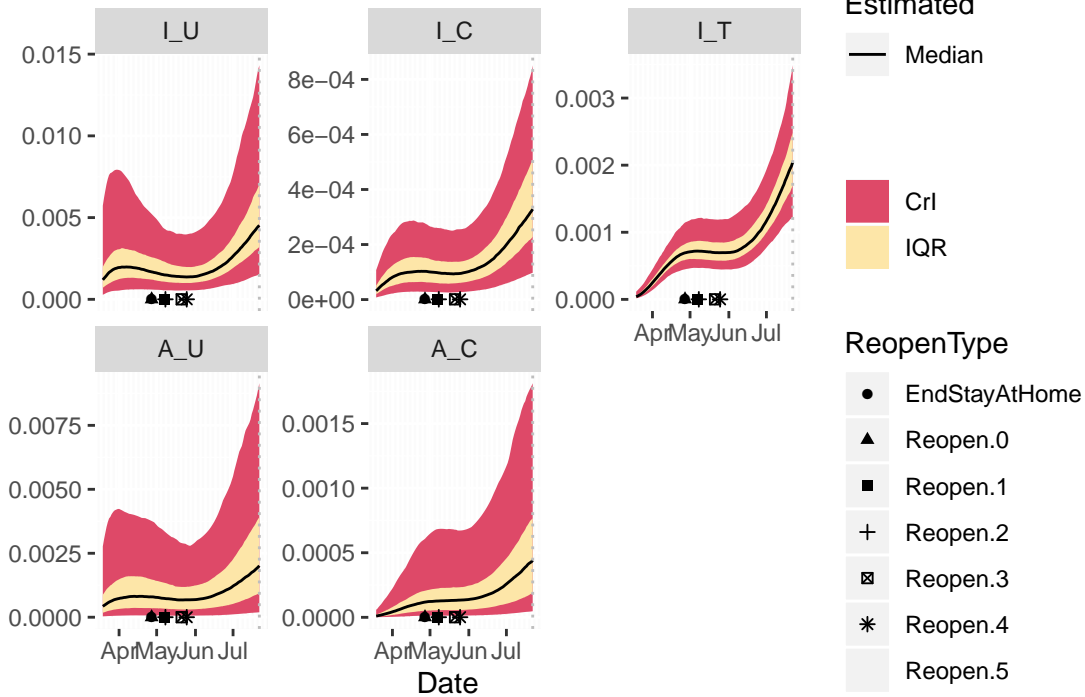 I_U
I_C
I_T
0.015
0.010
0.005
0.000
8e−04
6e−04
4e−04
2e−04
0e+00
0.003
0.002
0.001
0.000
Apr May Jun Jul
A_U
A_C
0.0075
0.0050
0.0025
0.0000
0.0015
0.0010
0.0005
0.0000
Apr May Jun Jul
Apr May Jun Jul
Date
Estimated
Median
CrI
IQR
ReopenType
EndStayAtHome
Reopen.0
Reopen.1
Reopen.2
Reopen.3
Reopen.4
Reopen.5